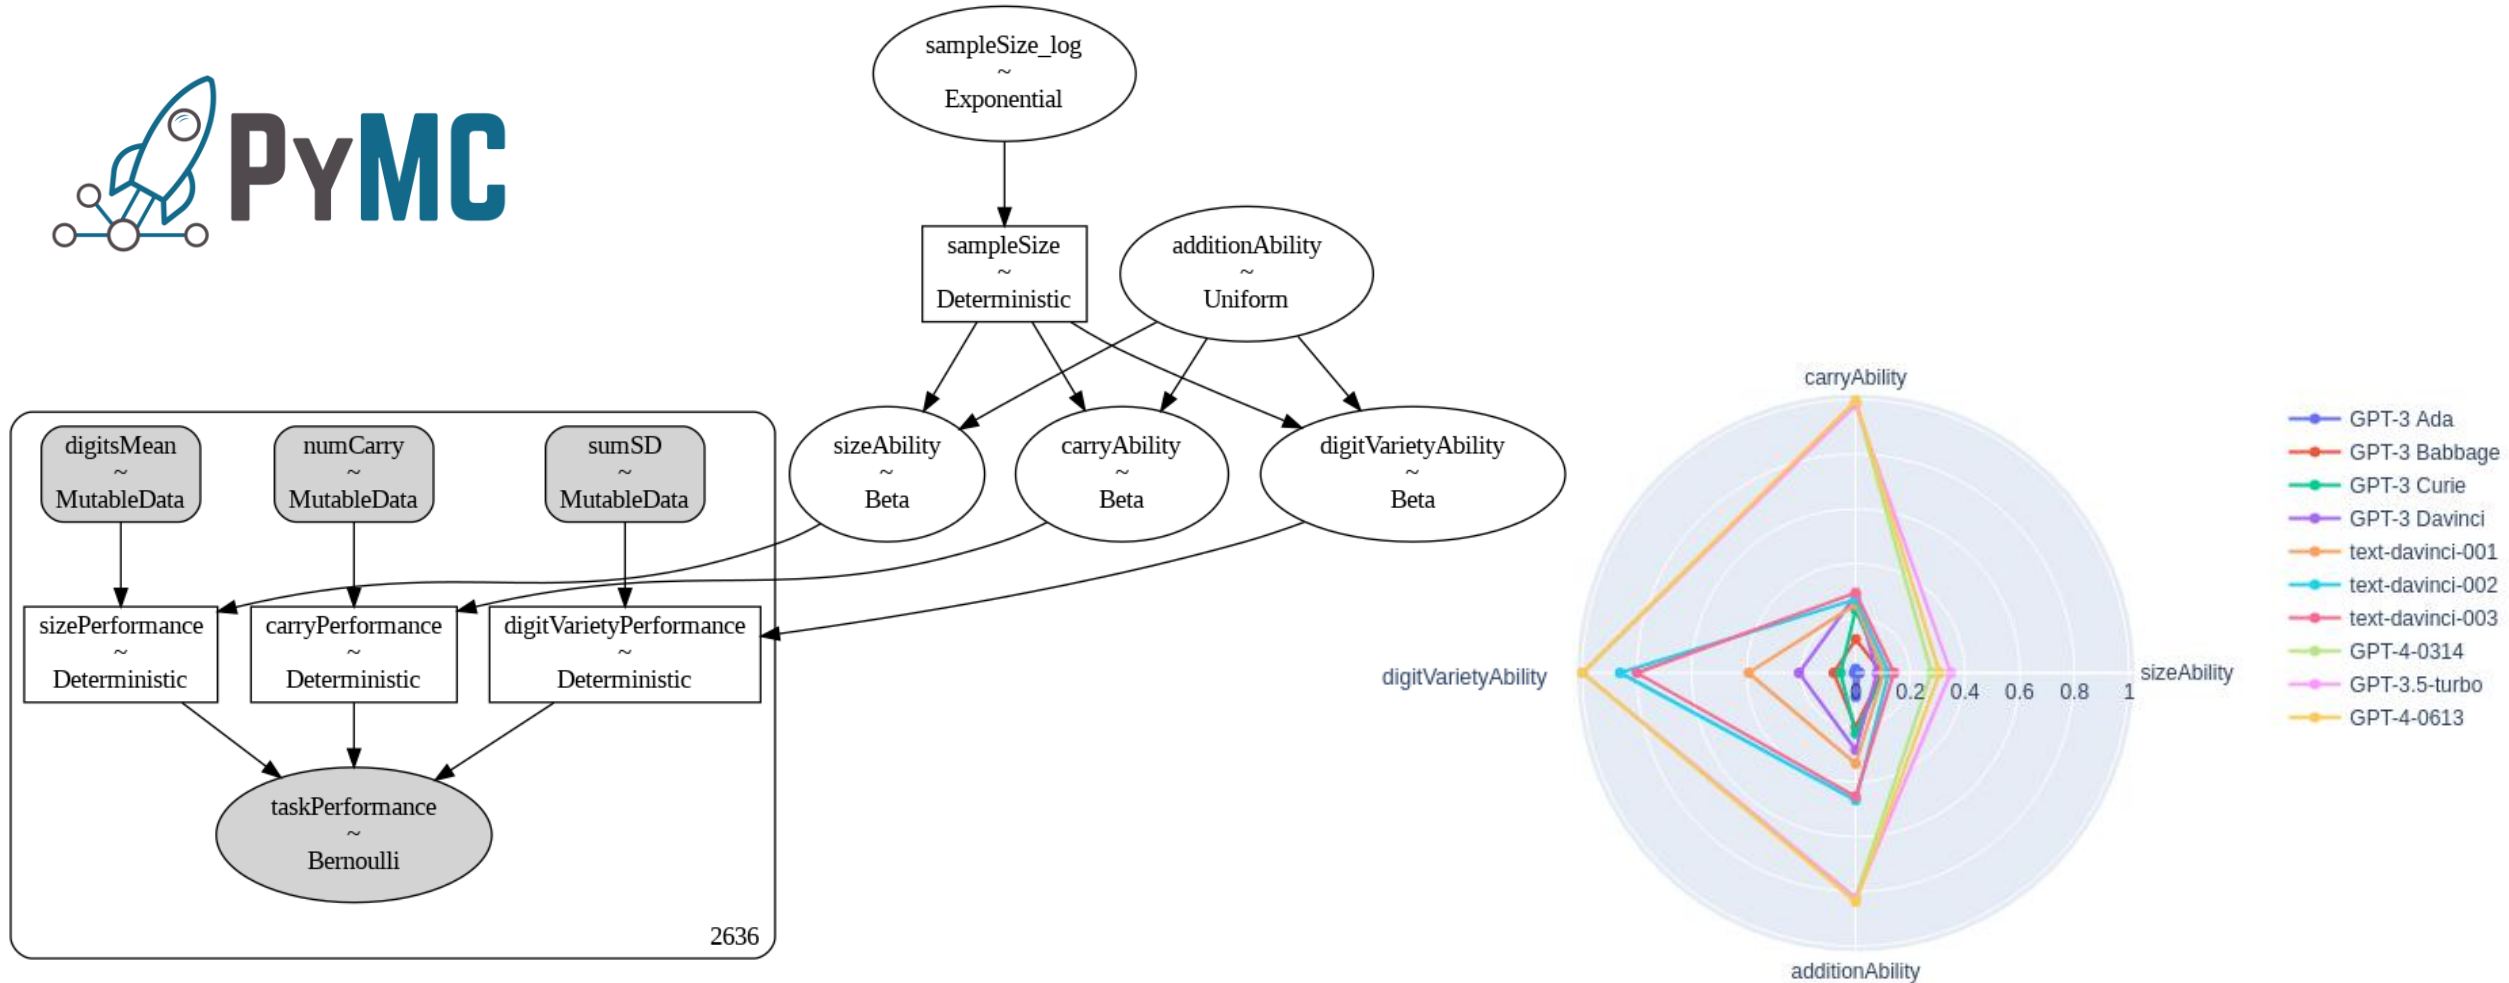 PyMC
sampleSize_log
~
Exponential
sampleSize
~
Deterministic
additionAbility
~
Uniform
digitsMean
~
MutableData
numCarry
~
MutableData
sumSD
~
MutableData
sizeAbility
~
Beta
carryAbility
~
Beta
digitVarietyAbility
~
Beta
sizePerformance
~
Deterministic
carryPerformance
~
Deterministic
digitVarietyPerformance
~
Deterministic
taskPerformance
~
Bernoulli
2636
carryAbility
digitVarietyAbility
sizeAbility
0 0.2 0.4 0.6 0.8 1
additionAbility
GPT-3 Ada
GPT-3 Babbage
GPT-3 Curie
GPT-3 Davinci
text-davinci-001
text-davinci-002
text-davinci-003
GPT-4-0314
GPT-3.5-turbo
GPT-4-0613